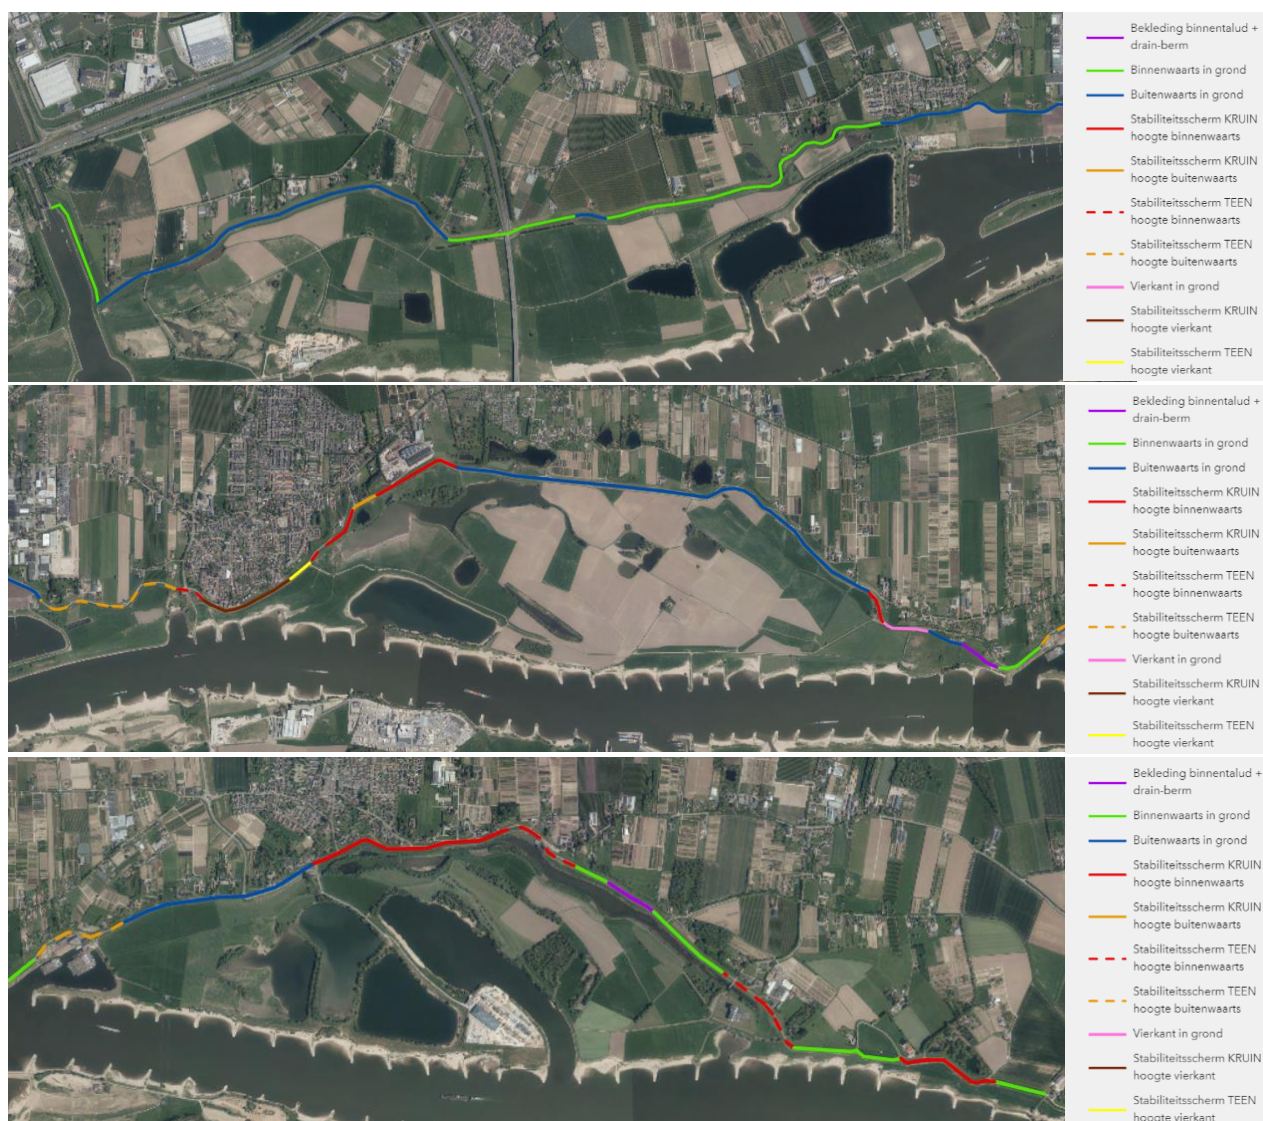 Bekleding binnentalud +
drain-berm
Binnenwaarts in grond
Buitenwaarts in grond
Stabiliteitsscherm KRUIN
hoogte binnenwaarts
Stabiliteitsscherm KRUIN
hoogte buitenwaarts
Stabiliteitsscherm TEEN
hoogte binnenwaarts
Stabiliteitsscherm TEEN
hoogte buitenwaarts
Vierkant in grond
Stabiliteitsscherm KRUIN
hoogte vierkant
Stabiliteitsscherm TEEN
hoogte vierkant
Bekleding binnentalud +
drain-berm
Binnenwaarts in grond
Buitenwaarts in grond
Stabiliteitsscherm KRUIN
hoogte binnenwaarts
Stabiliteitsscherm KRUIN
hoogte buitenwaarts
Stabiliteitsscherm TEEN
hoogte binnenwaarts
Stabiliteitsscherm TEEN
hoogte buitenwaarts
Vierkant in grond
Stabiliteitsscherm KRUIN
hoogte vierkant
Stabiliteitsscherm TEEN
hoogte vierkant
Bekleding binnentalud +
drain-berm
Binnenwaarts in grond
Buitenwaarts in grond
Stabiliteitsscherm KRUIN
hoogte binnenwaarts
Stabiliteitsscherm KRUIN
hoogte buitenwaarts
Stabiliteitsscherm TEEN
hoogte binnenwaarts
Stabiliteitsscherm TEEN
hoogte buitenwaarts
Vierkant in grond
Stabiliteitsscherm KRUIN
hoogte vierkant
Stabiliteitsscherm TEEN
hoogte vierkant